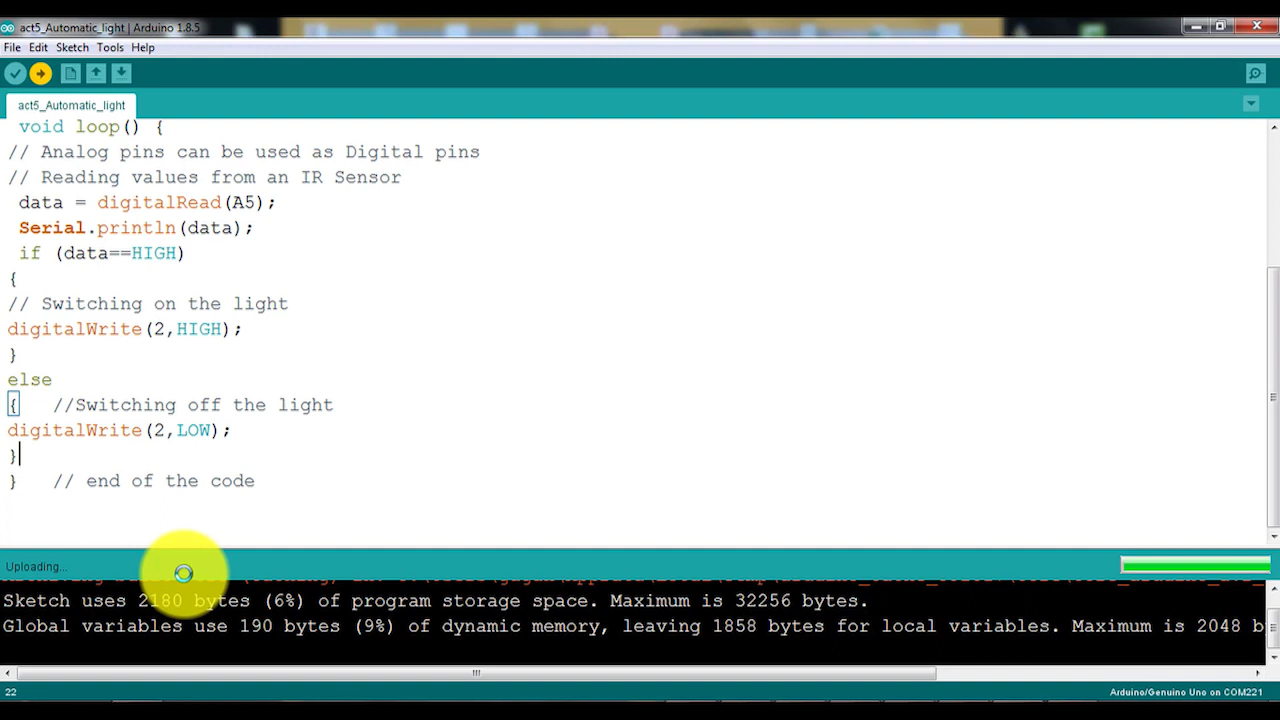 act5_Automatic_light | Arduino 1.8.5
File Edit Sketch Tools Help
act5_Automatic_light
void loop() {
// Analog pins can be used as Digital pins
// Reading values from an IR Sensor
data = digitalRead(A5);
Serial.println(data);
if (data==HIGH)
{
// Switching on the light
digitalWrite(2,HIGH);
}
else
{ //Switching off the light
digitalWrite(2,LOW);
}
} // end of the code
Uploading...
Sketch uses 2180 bytes (6%) of program storage space. Maximum is 32256 bytes.
Global variables use 190 bytes (9%) of dynamic memory, leaving 1858 bytes for local variables. Maximum is 2048 b
22
Arduino/Genuino Uno on COM221